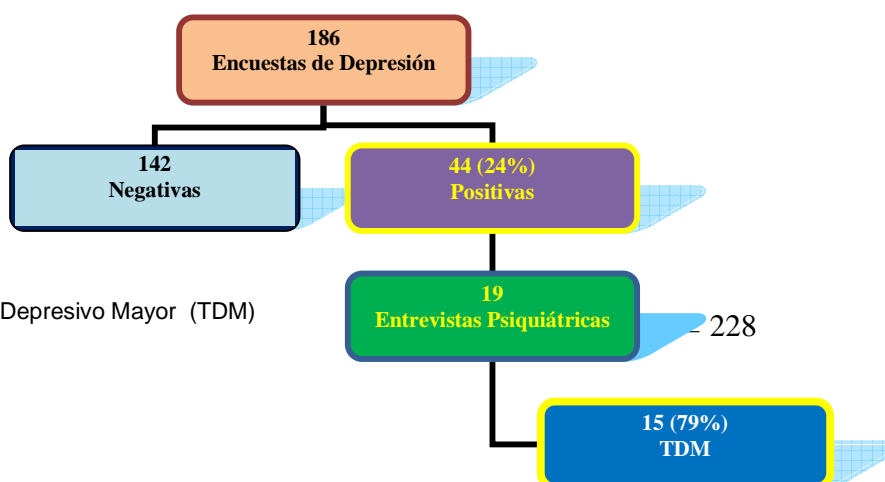 186
Encuestas de Depresión
142
Negativas
44 (24%)
Positivas
19
Entrevistas Psiquiátricas
Depresivo Mayor (TDM)
228
15 (79%)
TDM